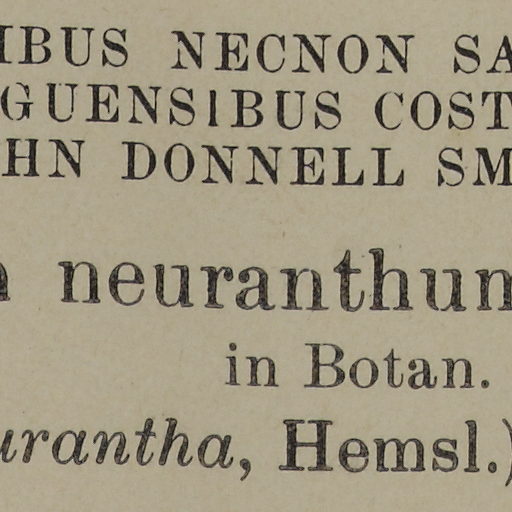 IBUS NECNON SA
GUENSIBUS COST
HN DONNELL SM
neuranthum
in Botan.
urantha, Hemsl.)